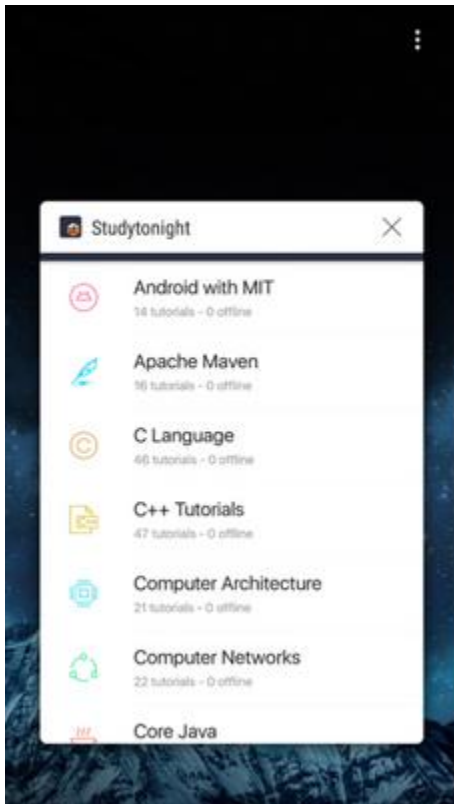 Studytonight
Android with MIT
14 tutorials - 0 offline
Apache Maven
16 tutorials - 0 offline
C Language
46 tutorials - 0 offline
C++ Tutorials
47 tutorials - 0 offline
Computer Architecture
21 tutorials - 0 offline
Computer Networks
22 tutorials - 0 offline
Core Java